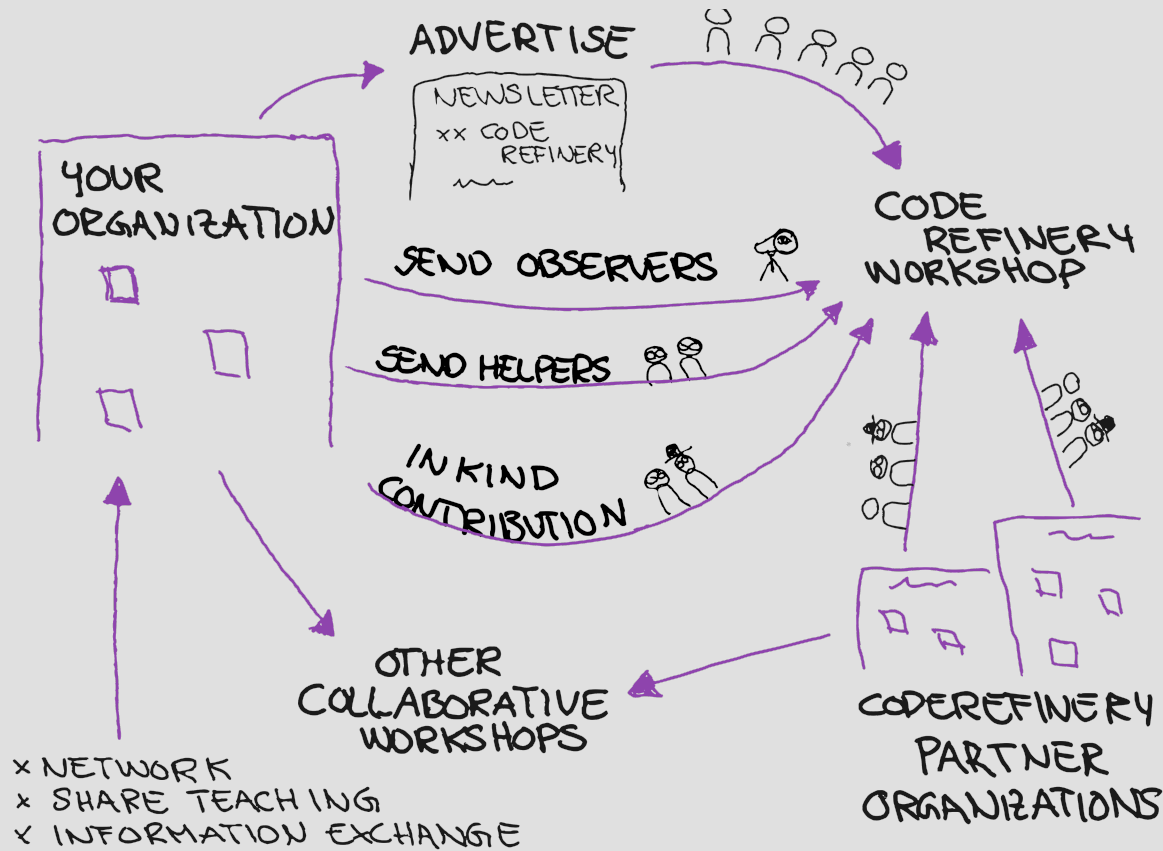 ADVERTISE
NEWSLETTER
xx CODE
REFINERY
YOUR
ORGANIZATION
CODE
REFINERY
WORKSHOP
SEND OBSERVERS
SEND HELPERS
IN KIND
CONTRIBUTION
OTHER
COLLABORATIVE
WORKSHOPS
CODEREFINERY
PARTNER
ORGANIZATIONS
x NETWORK
x SHARE TEACHING
x INFORMATION EXCHANGE